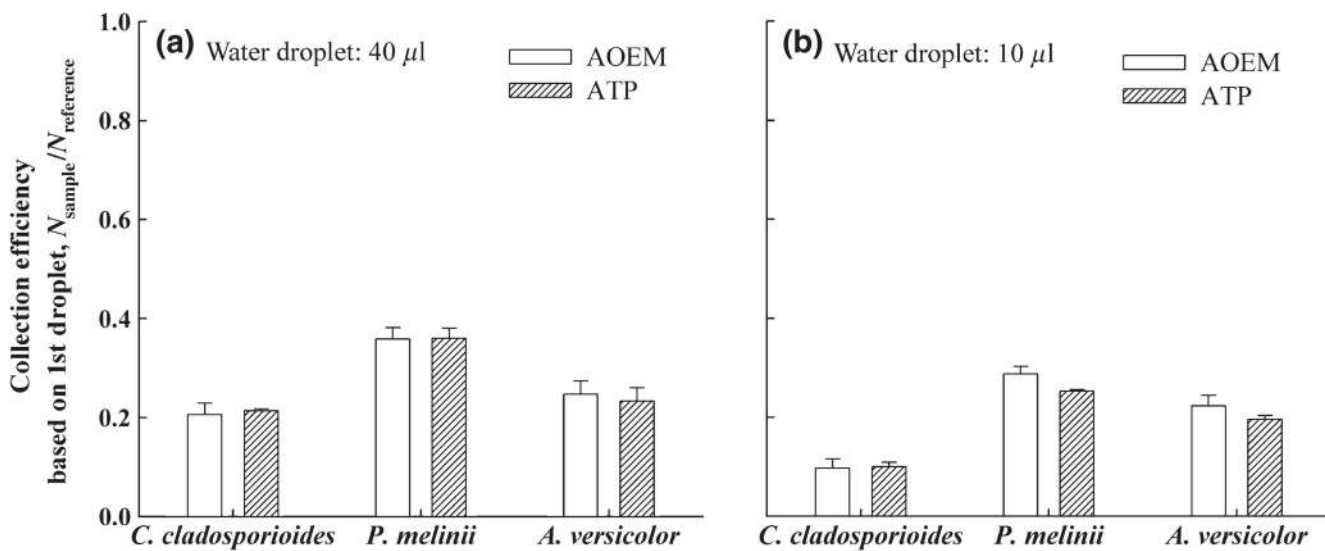 Collection efficiency
based on 1st droplet, Nsample/Nreference
1.0
0.8
0.6
0.4
0.2
0.0
(a) Water droplet: 40 μl
AOEM
ATP
C. cladosporioides P. melinii A. versicolor
(b) Water droplet: 10 μl
AOEM
ATP
C. cladosporioides P. melinii A. versicolor